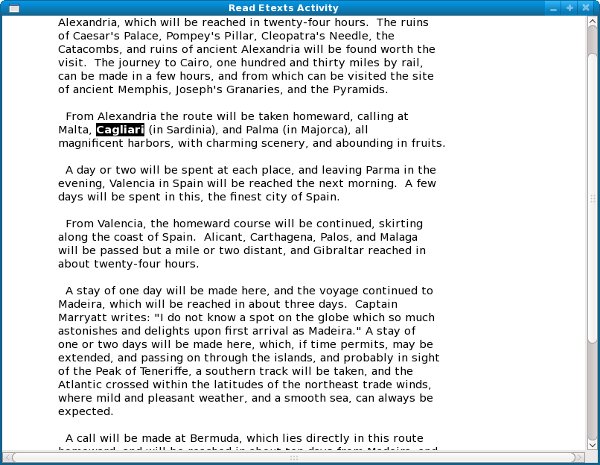 Read Etexts Activity
Alexandria, which will be reached in twenty-four hours.  The ruins
of Caesar's Palace, Pompey's Pillar, Cleopatra's Needle, the
Catacombs, and ruins of ancient Alexandria will be found worth the
visit.  The journey to Cairo, one hundred and thirty miles by rail,
can be made in a few hours, and from which can be visited the site
of ancient Memphis, Joseph's Granaries, and the Pyramids.
From Alexandria the route will be taken homeward, calling at
Malta, Cagliari (in Sardinia), and Palma (in Majorca), all
magnificent harbors, with charming scenery, and abounding in fruits.
A day or two will be spent at each place, and leaving Parma in the
evening, Valencia in Spain will be reached the next morning.  A few
days will be spent in this, the finest city of Spain.
From Valencia, the homeward course will be continued, skirting
along the coast of Spain.  Alicant, Carthagena, Palos, and Malaga
will be passed but a mile or two distant, and Gibraltar reached in
about twenty-four hours.
A stay of one day will be made here, and the voyage continued to
Madeira, which will be reached in about three days.  Captain
Marryatt writes: "I do not know a spot on the globe which so much
astonishes and delights upon first arrival as Madeira." A stay of
one or two days will be made here, which, if time permits, may be
extended, and passing on through the islands, and probably in sight
of the Peak of Teneriffe, a southern track will be taken, and the
Atlantic crossed within the latitudes of the northeast trade winds,
where mild and pleasant weather, and a smooth sea, can always be
expected.
A call will be made at Bermuda, which lies directly in this route
homeward, and will be reached in about ten days from Madeira, and